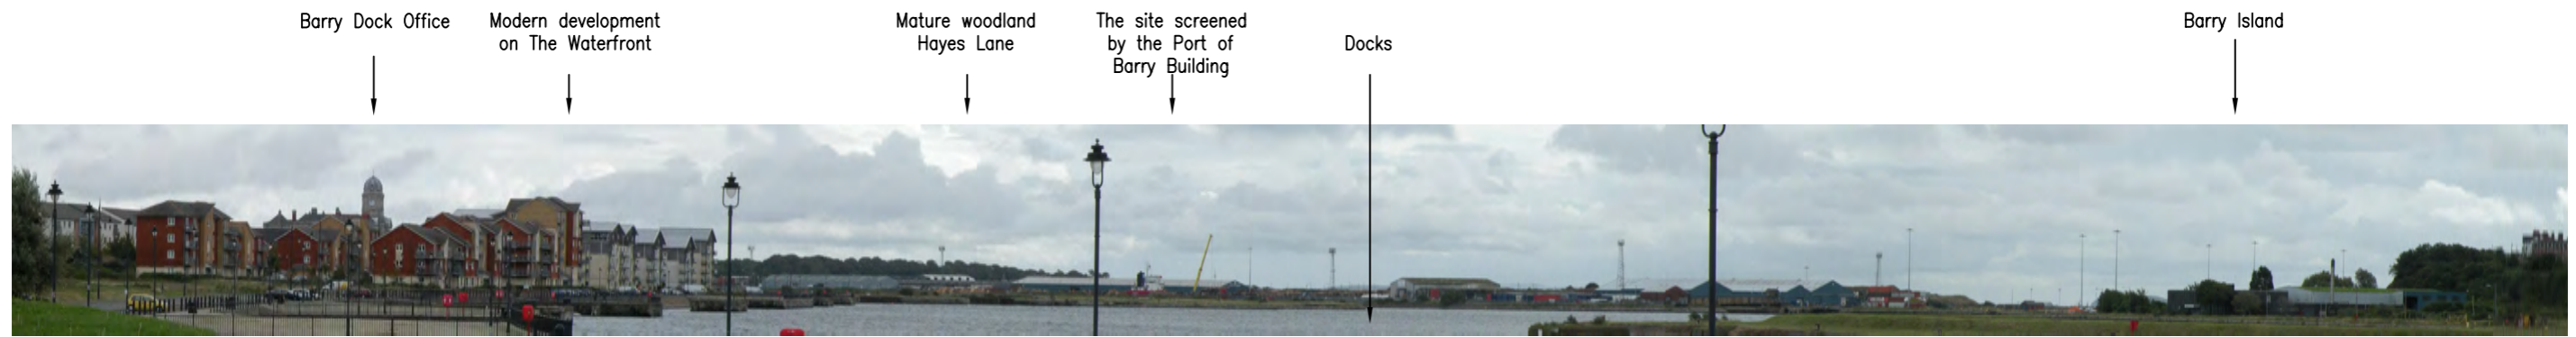 Barry Dock Office
Modern development
on The Waterfront
Mature woodland
Hayes Lane
The site screened
by the Port of
Barry Building
Docks
Barry Island